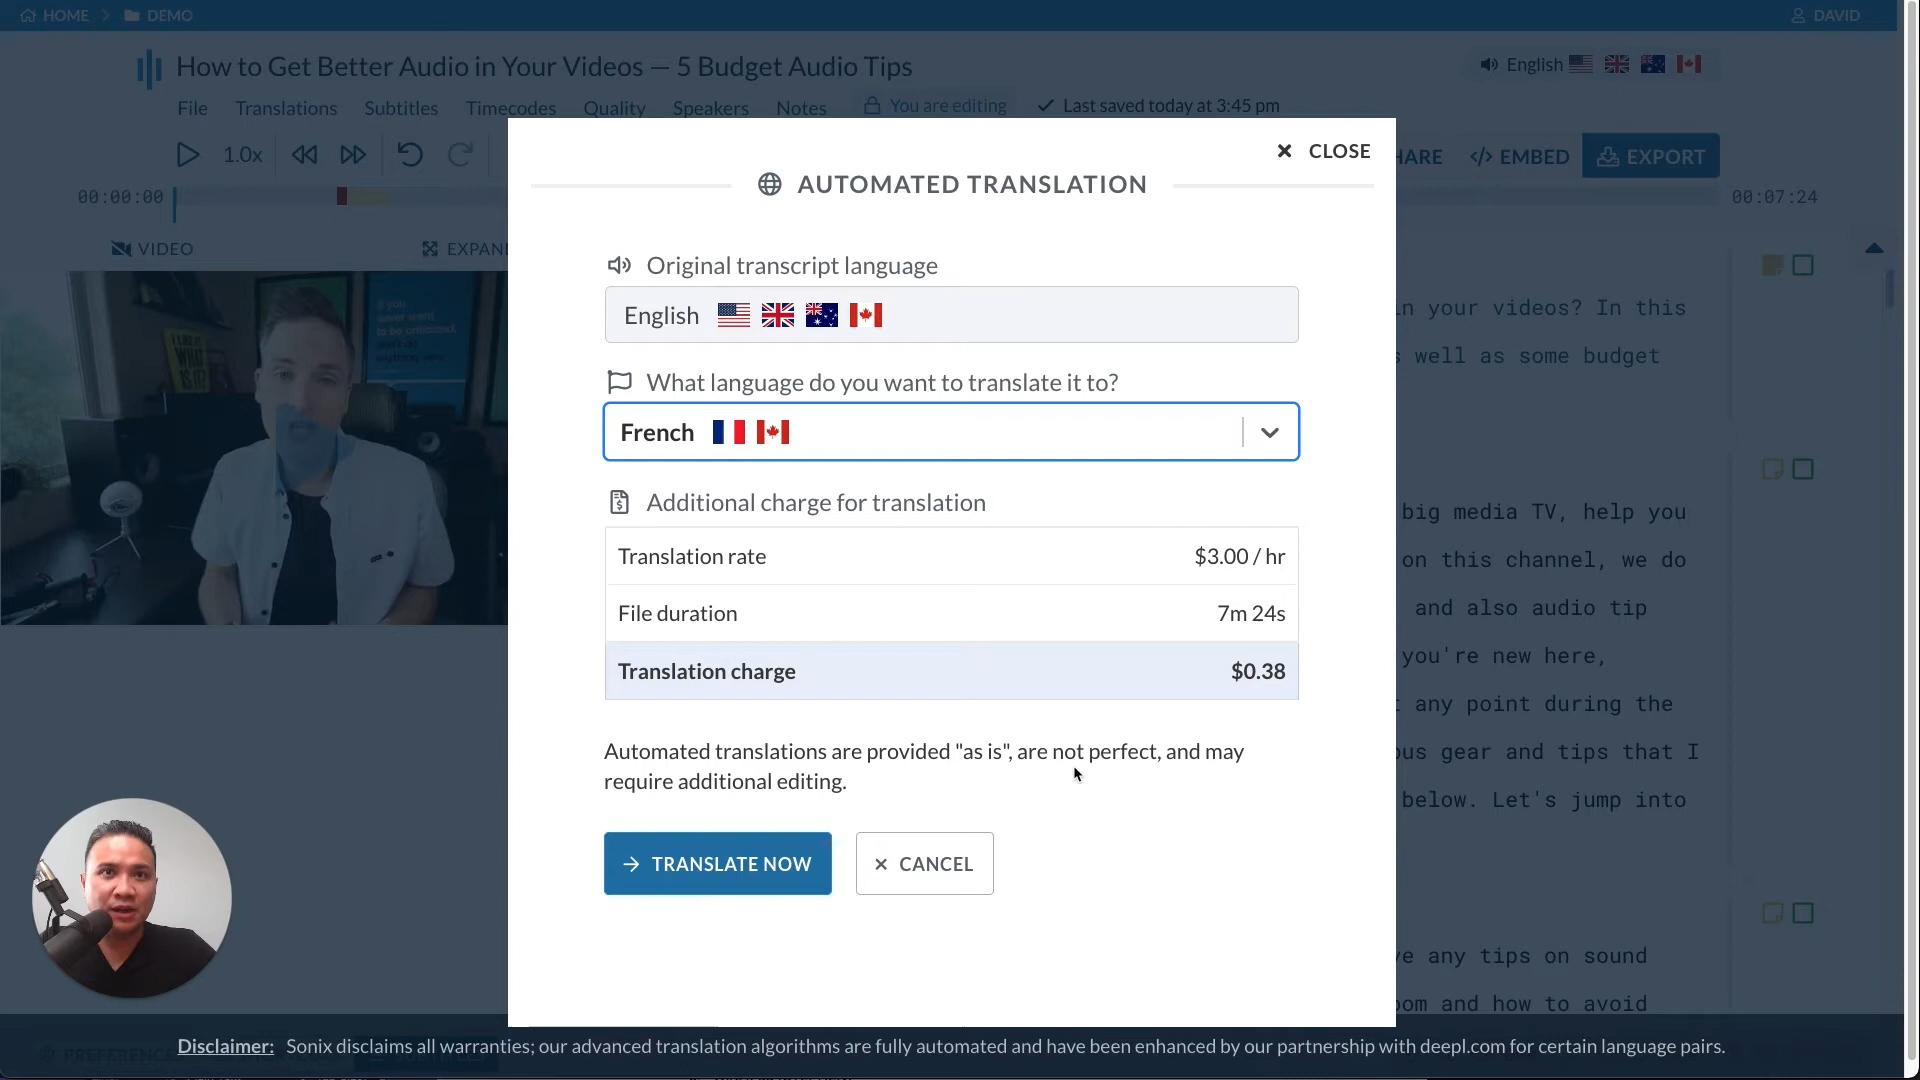 HOME
DEMO
DAVID
How to Get Better Audio in Your Videos — 5 Budget Audio Tips
English
File Translations Subtitles Timecodes Quality Speakers Notes
You are editing
Last saved today at 3:45 pm
1.0x
EMBED
EXPORT
00:00:00
00:07:24
VIDEO
CLOSE
AUTOMATED TRANSLATION
Original transcript language
English
What language do you want to translate it to?
French
Additional charge for translation
Translation rate $3.00 / hr
File duration 7m 24s
Translation charge $0.38
Automated translations are provided "as is", are not perfect, and may
require additional editing.
TRANSLATE NOW
CANCEL
in your videos? In this
well as some budget
big media TV, help you
on this channel, we do
and also audio tip
you're new here,
any point during the
gear and tips that I
below. Let's jump into
any tips on sound
and how to avoid
Disclaimer: Sonix disclaims all warranties; our advanced translation algorithms are fully automated and have been enhanced by our partnership with deepl.com for certain language pairs.